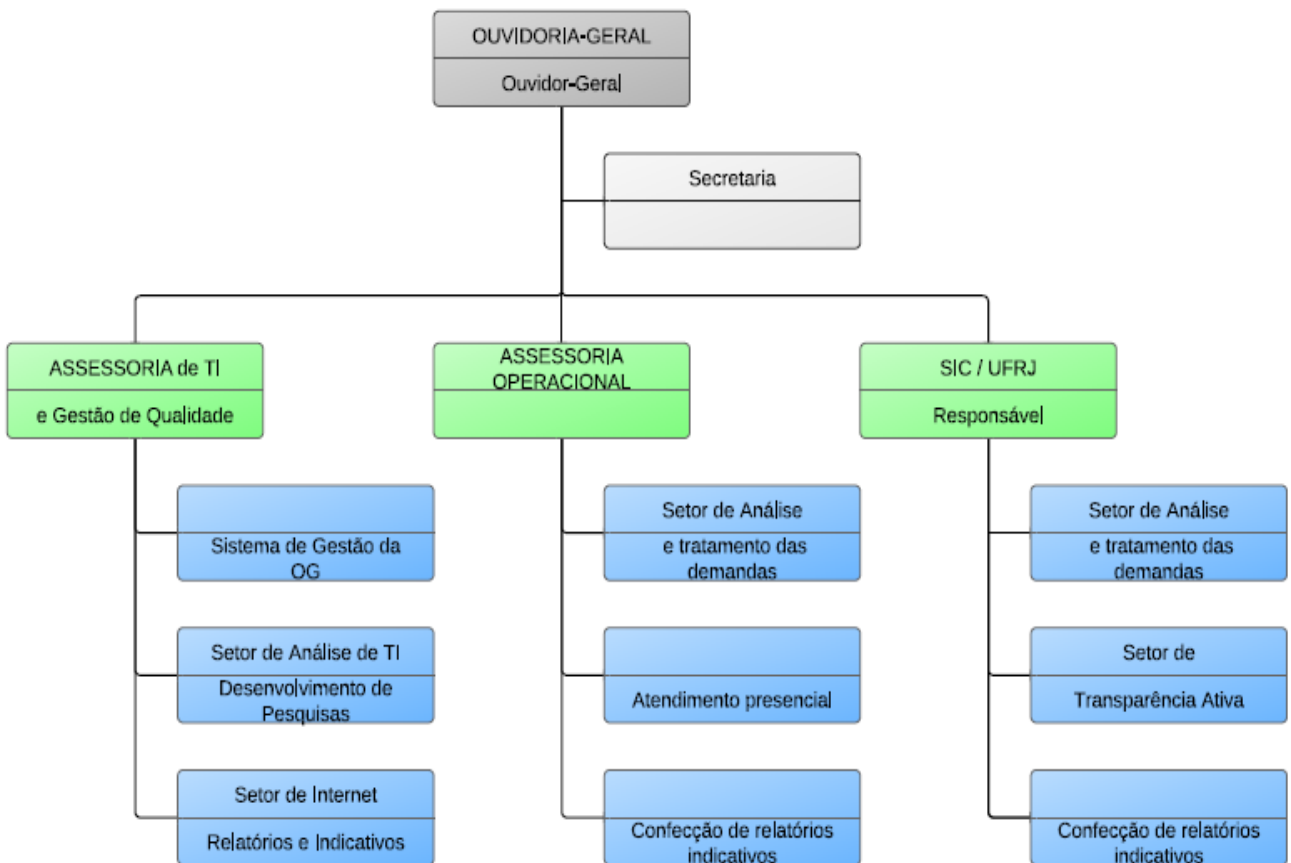 OUVIDORIA-GERAL
Ouvidor-Geral
Secretaria
ASSESSORIA de TI
e Gestão de Qualidade
ASSESSORIA
OPERACIONAL
SIC / UFRJ
Responsável
Sistema de Gestão da
OG
Setor de Análise
e tratamento das
demandas
Setor de Análise
e tratamento das
demandas
Setor de Análise de TI
Desenvolvimento de
Pesquisas
Atendimento presencial
Setor de
Transparência Ativa
Setor de Internet
Relatórios e Indicativos
Confecção de relatórios
indicativos
Confecção de relatórios
indicativos